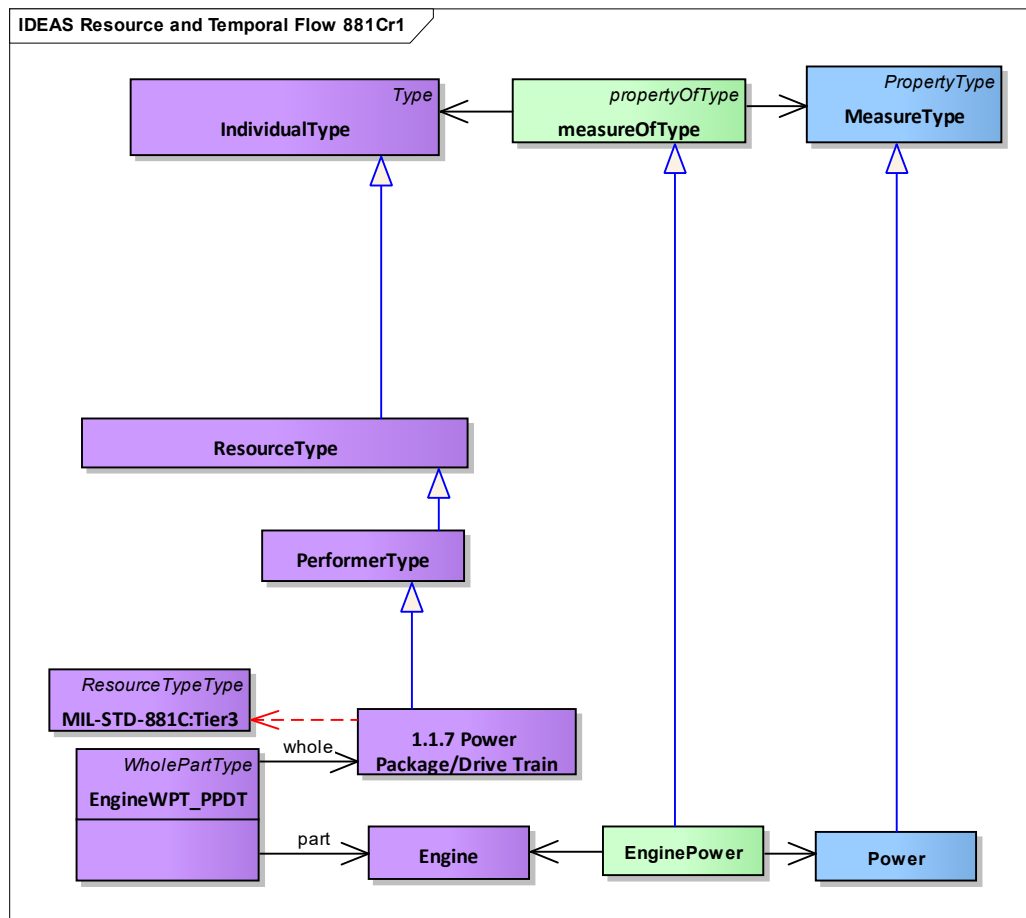 IDEAS Resource and Temporal Flow 881Cr1
Type
IndividualType
propertyOfType
measureOfType
PropertyType
MeasureType
ResourceType
PerformerType
ResourceTypeType
MIL-STD-881C:Tier3
1.1.7 Power
Package/Drive Train
whole
WholePartType
EngineWPT_PPDT
part
Engine
EnginePower
Power